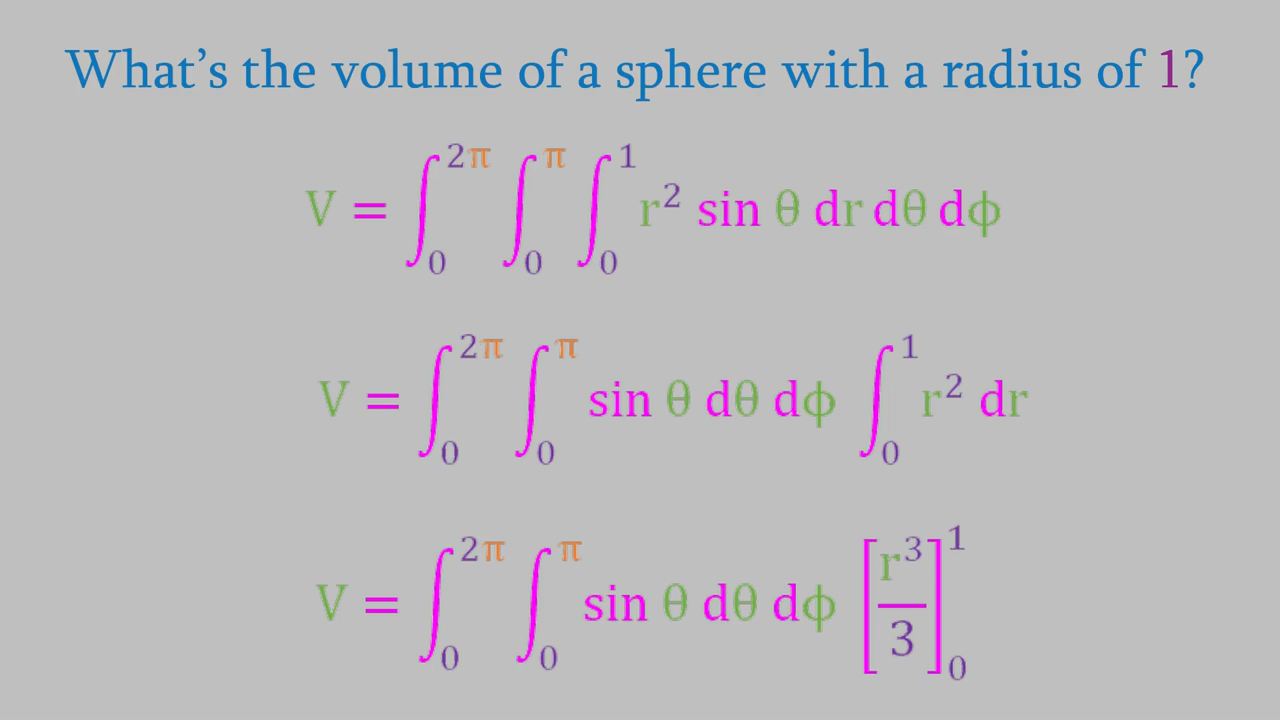 What's the volume of a sphere with a radius of 1?
V = ∫₀^2π ∫₀^π ∫₀^1 r² sin θ dr dθ dϕ
V = ∫₀^2π ∫₀^π sin θ dθ dϕ ∫₀^1 r² dr
V = ∫₀^2π ∫₀^π sin θ dθ dϕ [r³/3]₀^1